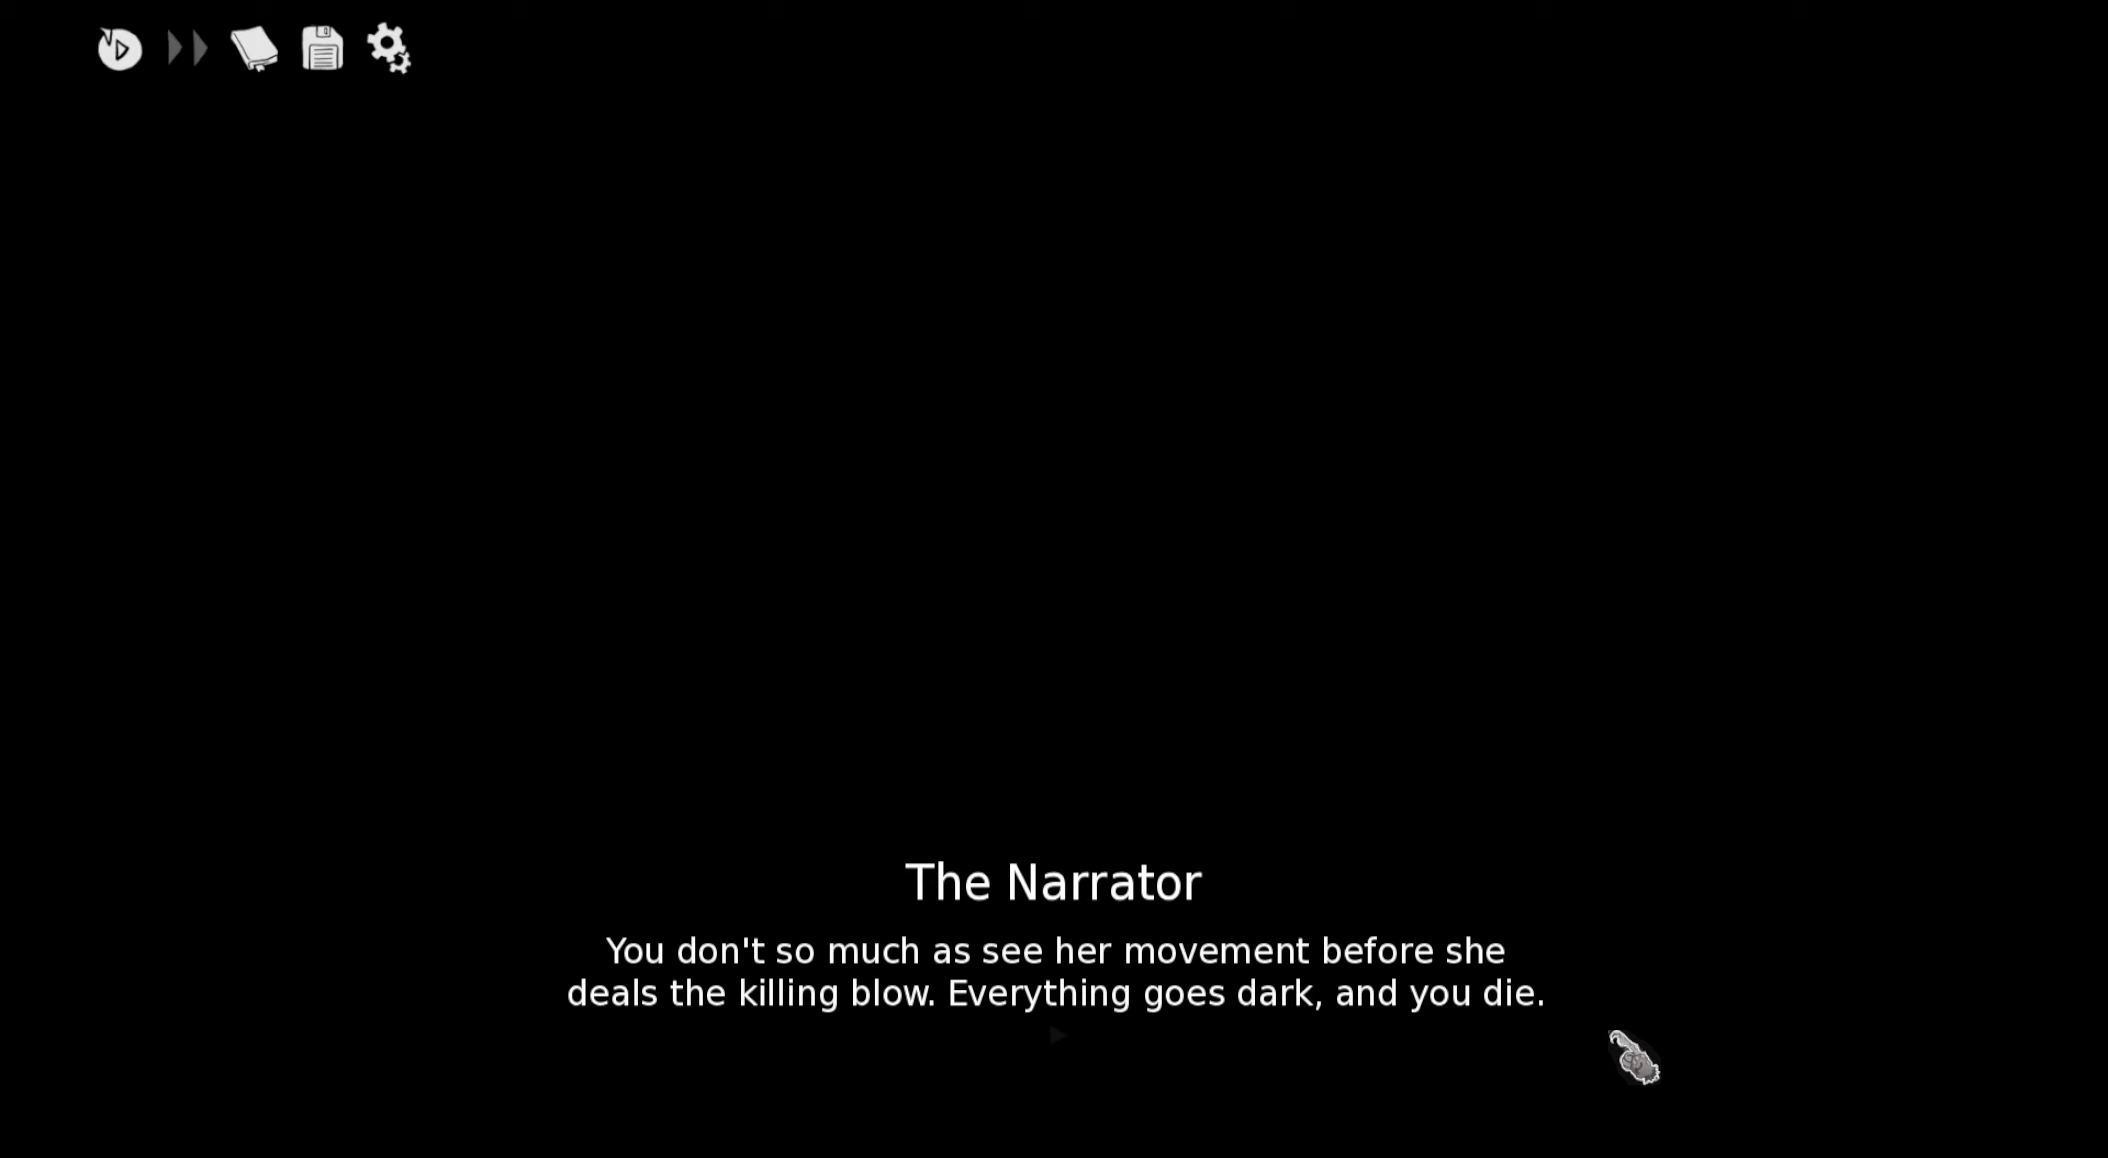 The Narrator
You don't so much as see her movement before she
deals the killing blow. Everything goes dark, and you die.